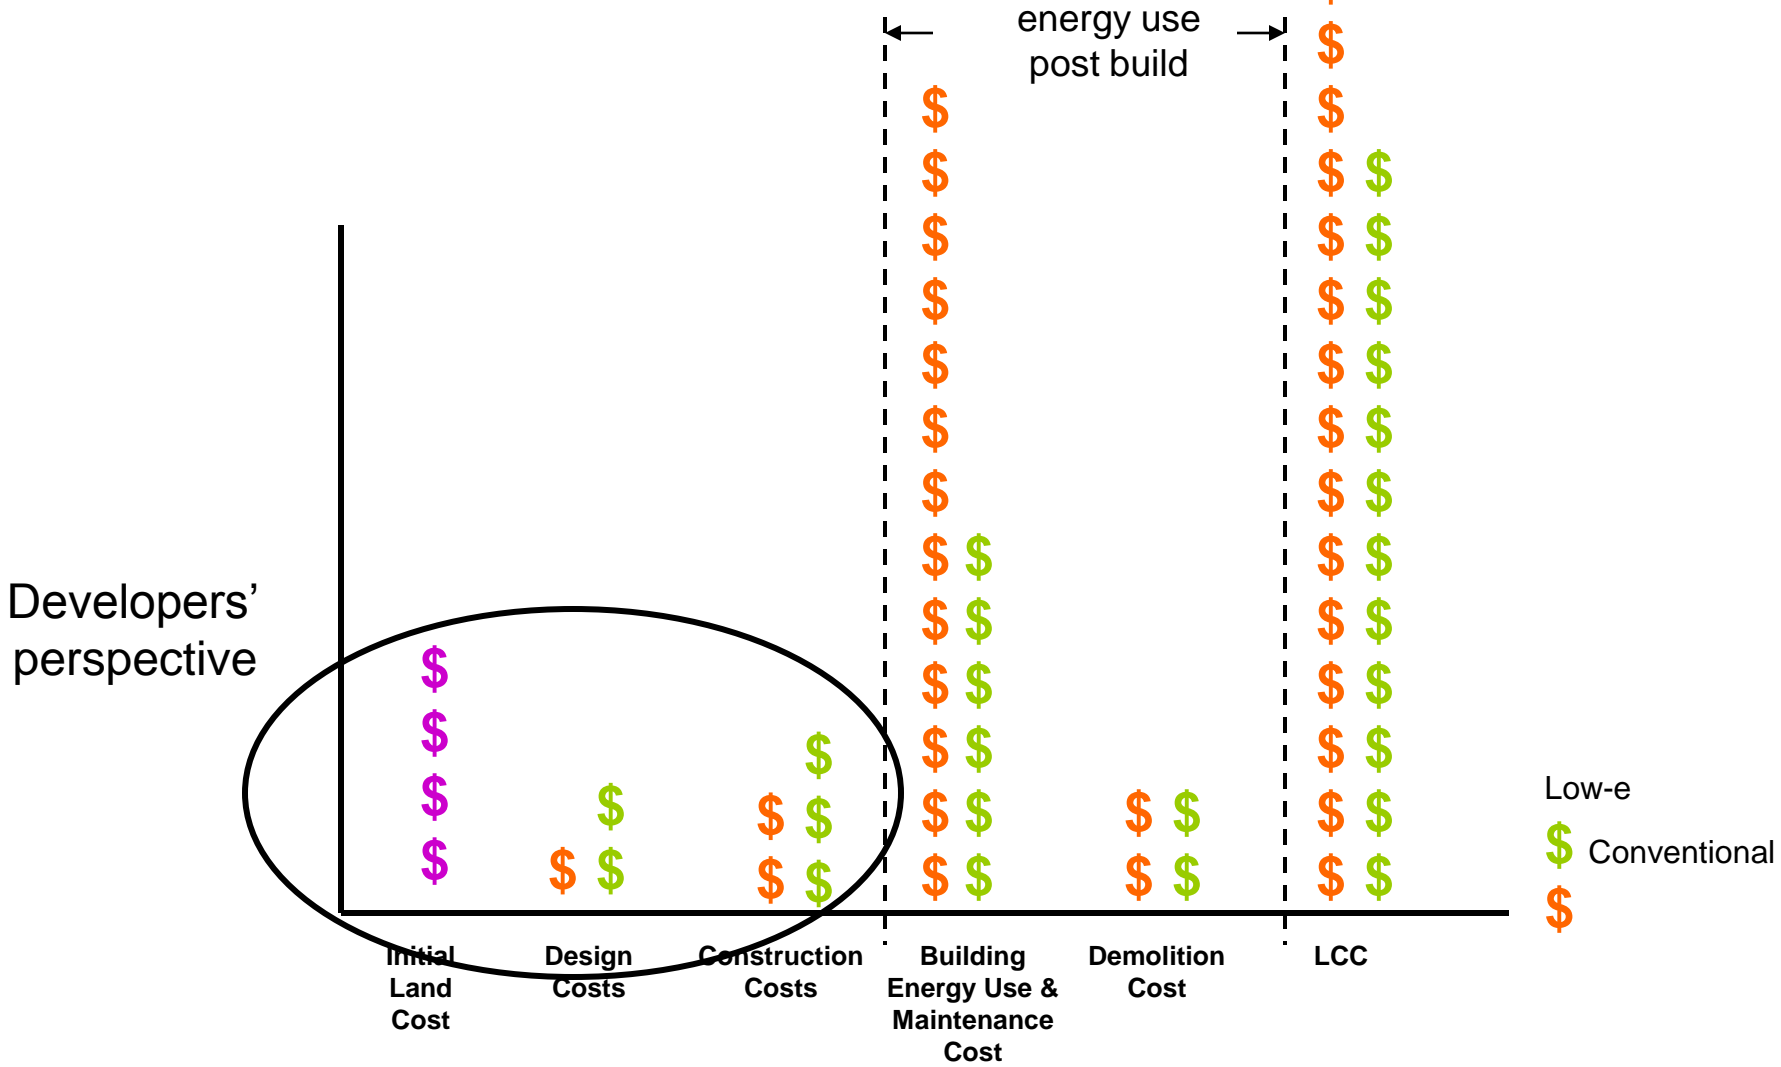 energy use
$
post build
$ $
$ $ $
$ $ $
$ $ $
$ $ $
$ $ $
$ $ $
$ $ $ $
Developers’
$ $ $ $
perspective
$ $ $ $ $
$ $ $ $ $ $
$ $ $ $ $ $ $ $ $ $
$ $ $ $ $ $ $ $ $ $ $
Initial
Land
Cost
Design
Costs
Construction
Costs
Building
Energy Use &
Maintenance
Cost
Demolition
Cost
LCC
Low-e
$ Conventional
$